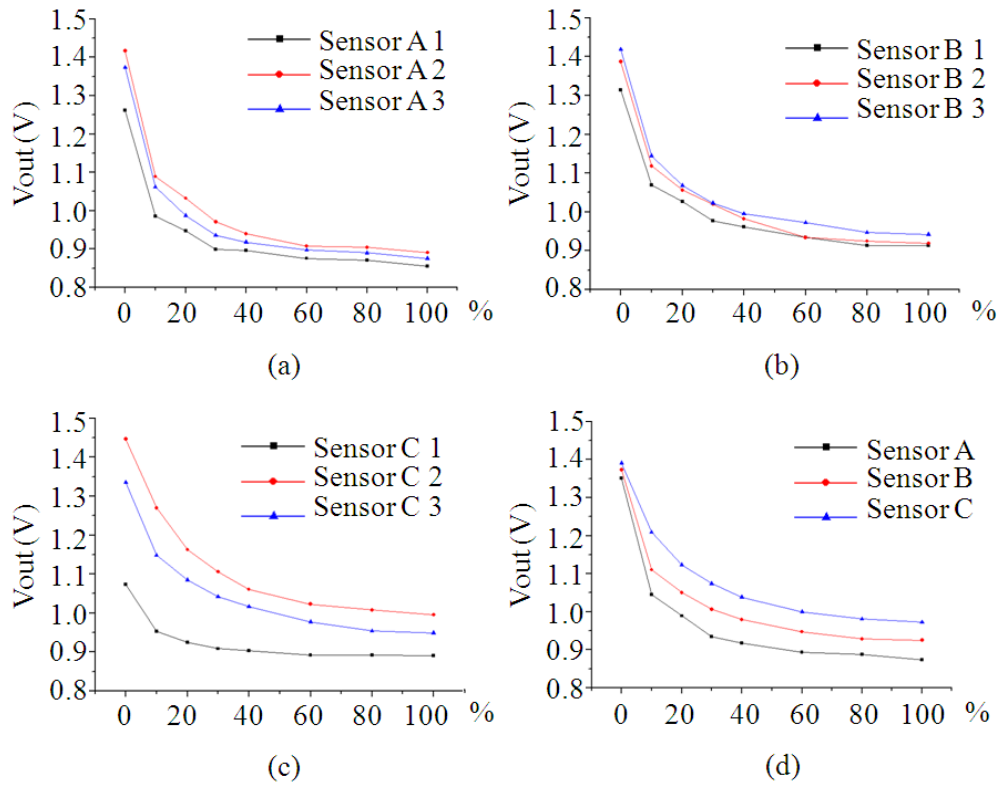 1.5
1.4
1.3
1.2
1.1
1.0
0.9
0.8
Vout (V)
Sensor A 1
Sensor A 2
Sensor A 3
0 20 40 60 80 100 %
(a)
1.5
1.4
1.3
1.2
1.1
1.0
0.9
0.8
Vout (V)
Sensor B 1
Sensor B 2
Sensor B 3
0 20 40 60 80 100 %
(b)
1.5
1.4
1.3
1.2
1.1
1.0
0.9
0.8
Vout (V)
Sensor C 1
Sensor C 2
Sensor C 3
0 20 40 60 80 100 %
(c)
1.5
1.4
1.3
1.2
1.1
1.0
0.9
0.8
Vout (V)
Sensor A
Sensor B
Sensor C
0 20 40 60 80 100 %
(d)